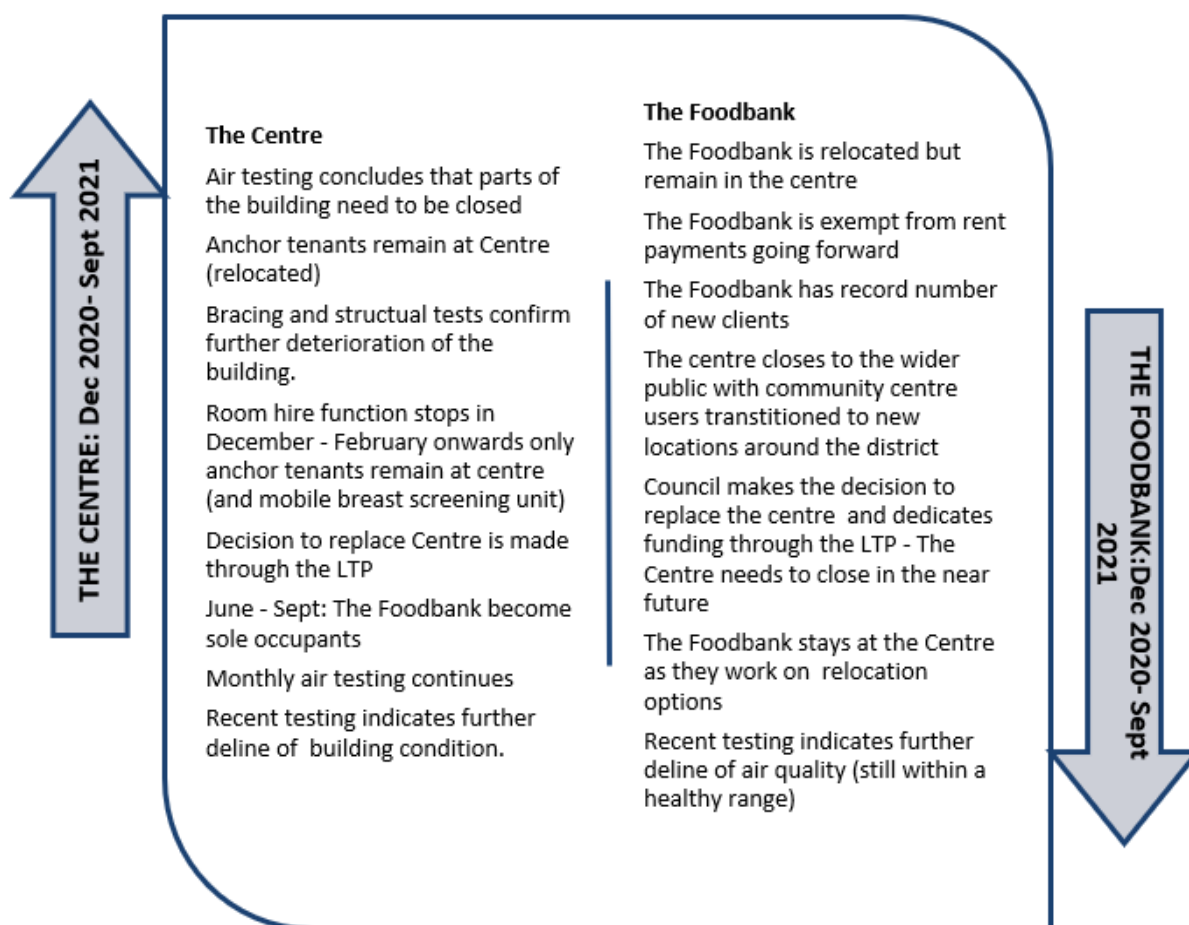 THE CENTRE: Dec 2020- Sept 2021
The Centre
Air testing concludes that parts of
the building need to be closed
Anchor tenants remain at Centre
(relocated)
Bracing and structual tests confirm
further deterioration of the
building.
Room hire function stops in
December - February onwards only
anchor tenants remain at centre
(and mobile breast screening unit)
Decision to replace Centre is made
through the LTP
June - Sept: The Foodbank become
sole occupants
Monthly air testing continues
Recent testing indicates further
deline of building condition.
The Foodbank
The Foodbank is relocated but
remain in the centre
The Foodbank is exempt from rent
payments going forward
The Foodbank has record number
of new clients
The centre closes to the wider
public with community centre
users transtitioned to new
locations around the district
Council makes the decision to
replace the centre and dedicates
funding through the LTP - The
Centre needs to close in the near
future
The Foodbank stays at the Centre
as they work on relocation
options
Recent testing indicates further
deline of air quality (still within a
healthy range)
THE FOODBANK:Dec 2020- Sept
2021